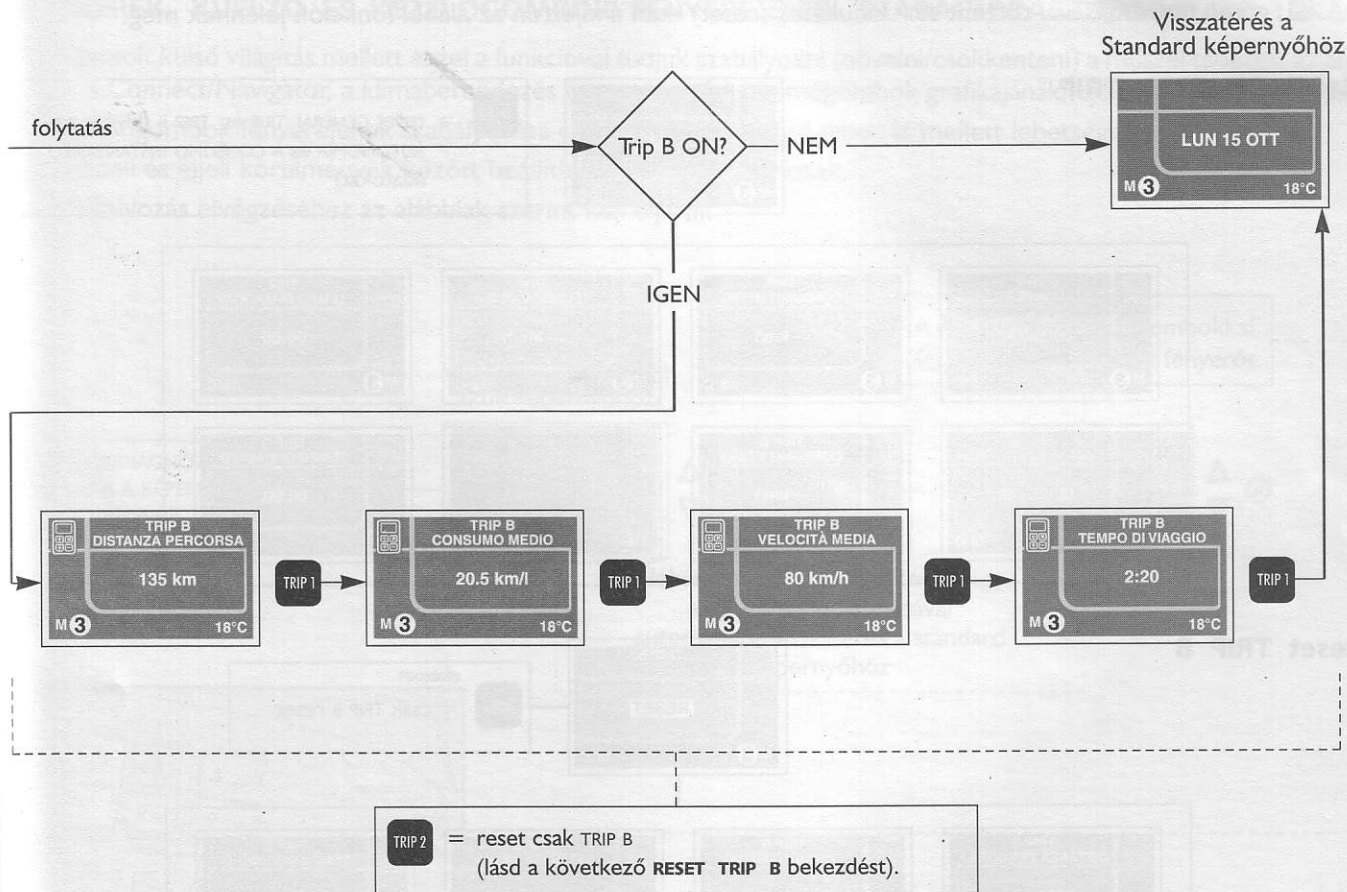 Visszatérés a
Standard képernyőhöz
folytatás
Trip B ON?
NEM
LUN 15 OTT
M 3 18°C
IGEN
TRIP B
DISTANZA PERCORSA
135 km
M 3 18°C
TRIP 1
TRIP B
CONSUMO MEDIO
20.5 km/l
M 3 18°C
TRIP 1
TRIP B
VELOCITÀ MEDIA
80 km/h
M 3 18°C
TRIP 1
TRIP B
TEMPO DI VIAGGIO
2:20
M 3 18°C
TRIP 1
TRIP 2 = reset csak TRIP B
(lásd a következő RESET TRIP B bekezdést).